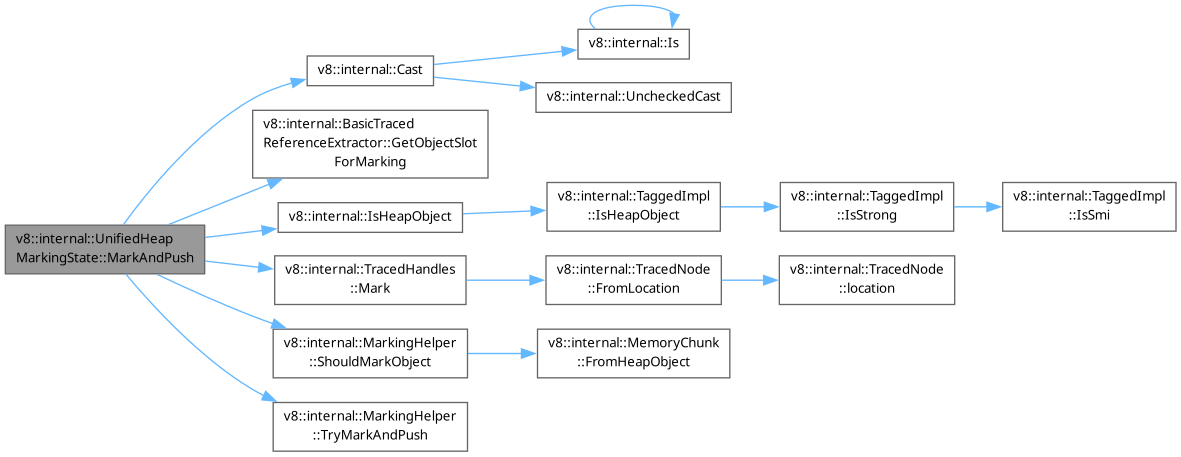 v8::internal::UnifiedHeap
MarkingState::MarkAndPush
v8::internal::Cast
v8::internal::Is
v8::internal::UncheckedCast
v8::internal::BasicTraced
ReferenceExtractor::GetObjectSlot
ForMarking
v8::internal::IsHeapObject
v8::internal::TaggedImpl
::IsHeapObject
v8::internal::TaggedImpl
::IsStrong
v8::internal::TaggedImpl
::IsSmi
v8::internal::TracedHandles
::Mark
v8::internal::TracedNode
::FromLocation
v8::internal::TracedNode
::location
v8::internal::MarkingHelper
::ShouldMarkObject
v8::internal::MemoryChunk
::FromHeapObject
v8::internal::MarkingHelper
::TryMarkAndPush